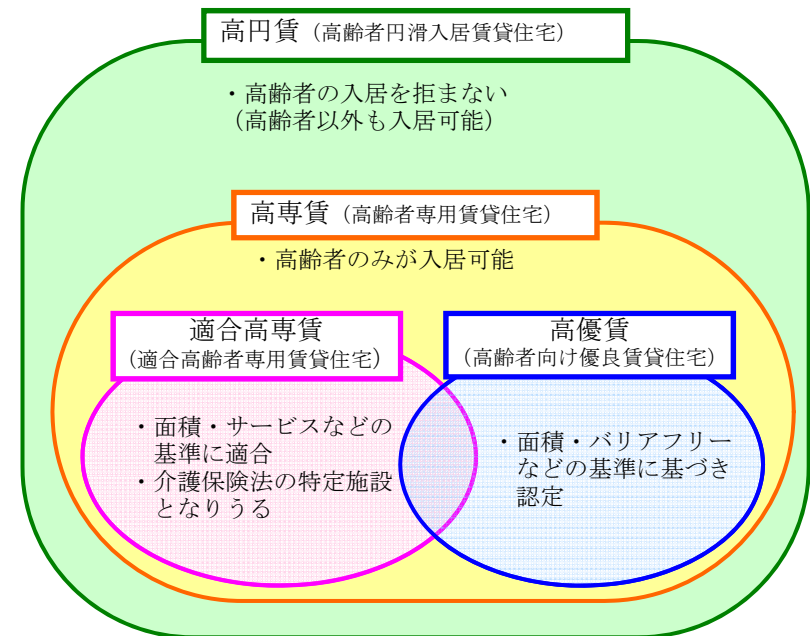 高円賃（高齢者円滑入居賃貸住宅）
・高齢者の入居を拒まない
（高齢者以外も入居可能）
高専賃（高齢者専用賃貸住宅）
・高齢者のみが入居可能
適合高専賃
（適合高齢者専用賃貸住宅）
・面積・サービスなどの
基準に適合
・介護保険法の特定施設
となりうる
高優賃
（高齢者向け優良賃貸住宅）
・面積・バリアフリー
などの基準に基づき
認定